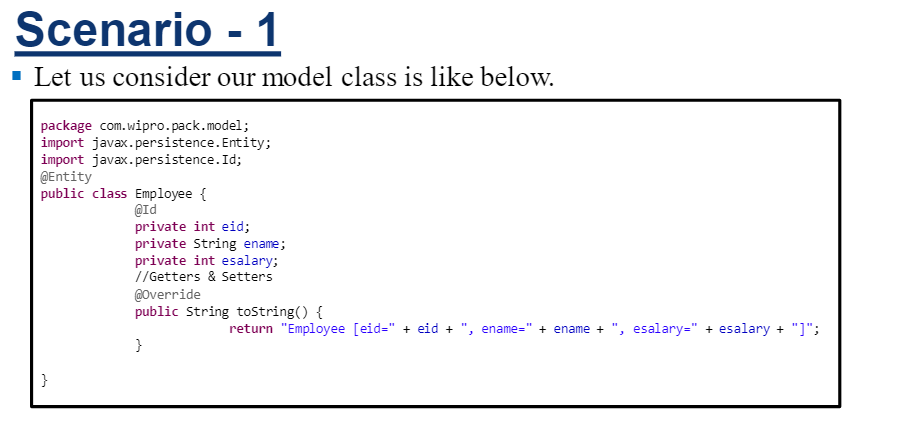 Scenario - 1
▪ Let us consider our model class is like below.
package com.wipro.pack.model;
import javax.persistence.Entity;
import javax.persistence.Id;
@Entity
public class Employee {
@Id
private int eid;
private String ename;
private int esalary;
//Getters & Setters
@Override
public String toString() {
return "Employee [eid=" + eid + ", ename=" + ename + ", esalary=" + esalary + "]";
}
}